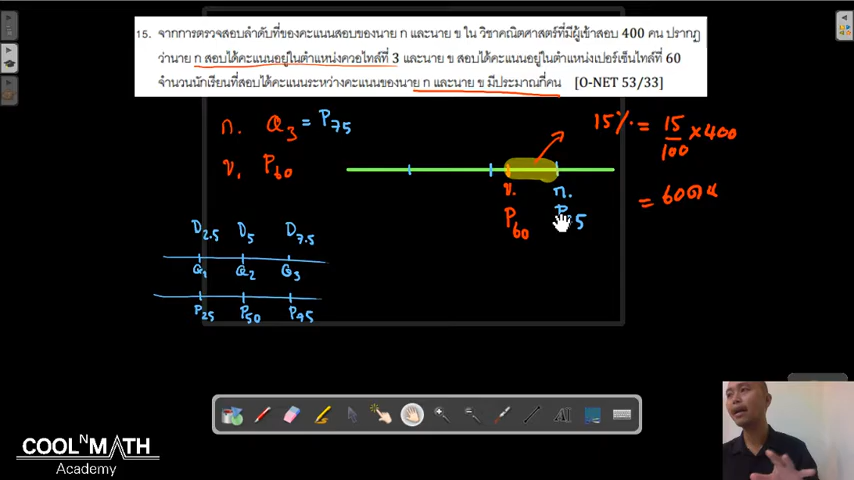 15. จากการตรวจสอบลำดับที่ของคะแนนสอบของนาย ก และนาย ข ใน วิชาคณิตศาสตร์ที่มีผู้เข้าสอบ 400 คน ปรากฏ
ว่านาย ก สอบได้คะแนนอยู่ในตำแหน่งควอไทล์ที่ 3 และนาย ข สอบได้คะแนนอยู่ในตำแหน่งเปอร์เซ็นไทล์ที่ 60
จำนวนนักเรียนที่สอบได้คะแนนระหว่างคะแนนของนาย ก และนาย ข มีประมาณกี่คน [O-NET 53/33]
ก. Q3 = P75
ข. P60
15% = 15/100 × 400
= 60 คน
ข. ก.
P60 P 5
D2.5 D5 D7.5
Q1 Q2 Q3
P25 P50 P75
AI
COOL N MATH
Academy